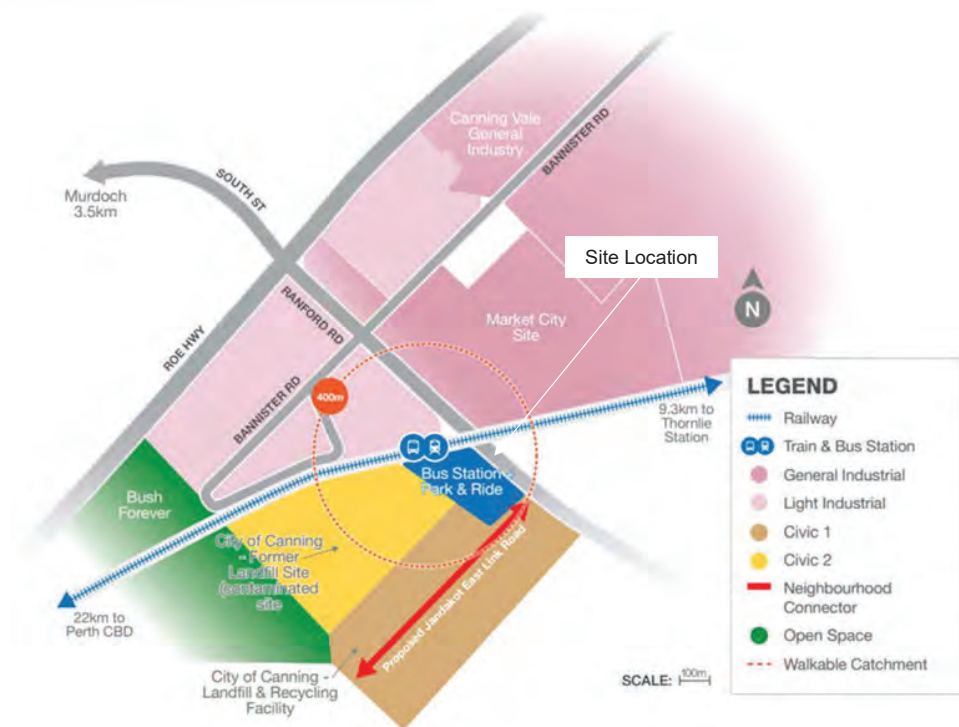 Canning Vale
General
Industry
BANNISTER RD
SOUTH ST
Murdoch
3.5km
Site Location
RANFORD RD
N
Market City
Site
ROE HWY
LEGEND
Railway
Train & Bus Station
General Industrial
Light Industrial
Civic 1
Civic 2
Neighbourhood
Connector
Open Space
Walkable Catchment
BANNISTER RD
400m
9.3km to
Thornlie
Station
Bus Station
Park & Ride
Bush
Forever
City of Canning
- Former
Landfill Site
(contaminated
site
Proposed Jandakot East Link Road
22km to
Perth CBD
City of Canning -
Landfill & Recycling
Facility
SCALE: 100m